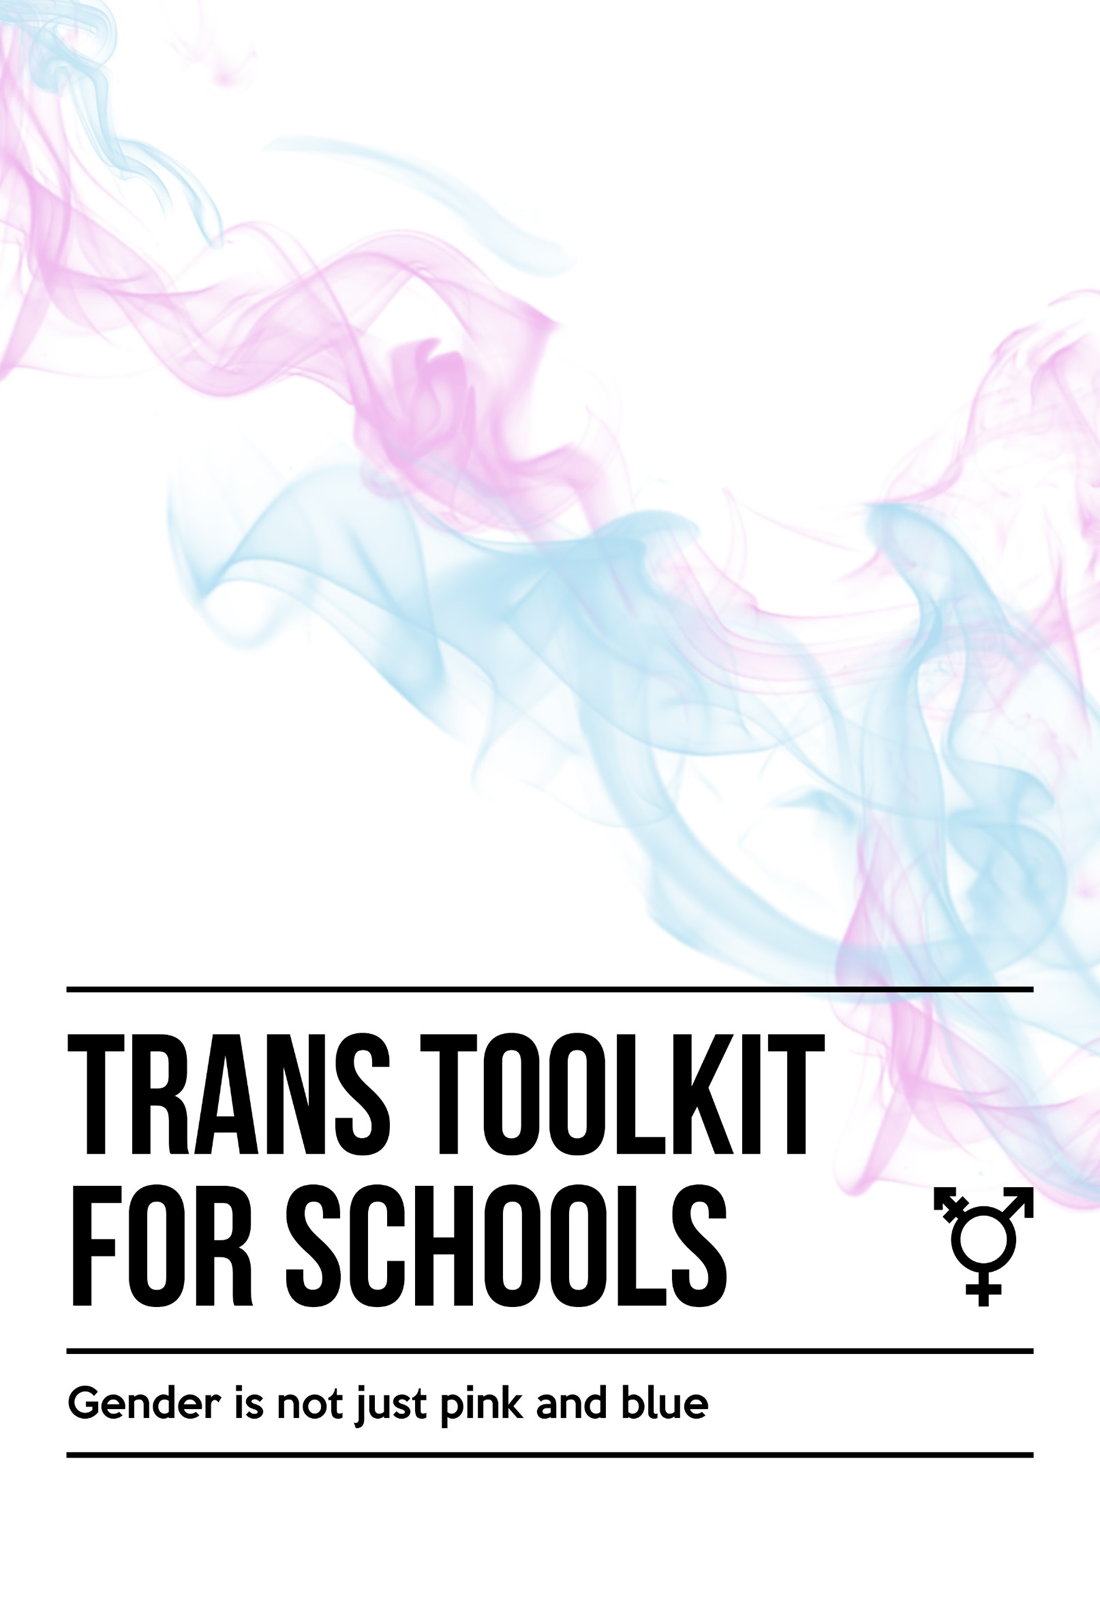 TRANS TOOLKIT
FOR SCHOOLS
Gender is not just pink and blue